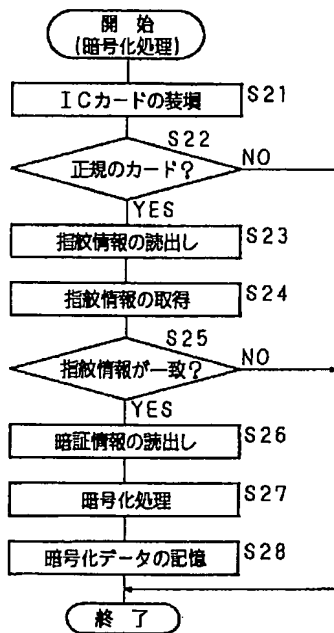 開 始
(暗号化処理)
ICカードの装填 S21
S22
正規のカード? NO
YES
指紋情報の読出し S23
指紋情報の取得 S24
S25
指紋情報が一致? NO
YES
暗証情報の読出し S26
暗号化処理 S27
暗号化データの記憶 S28
終 了